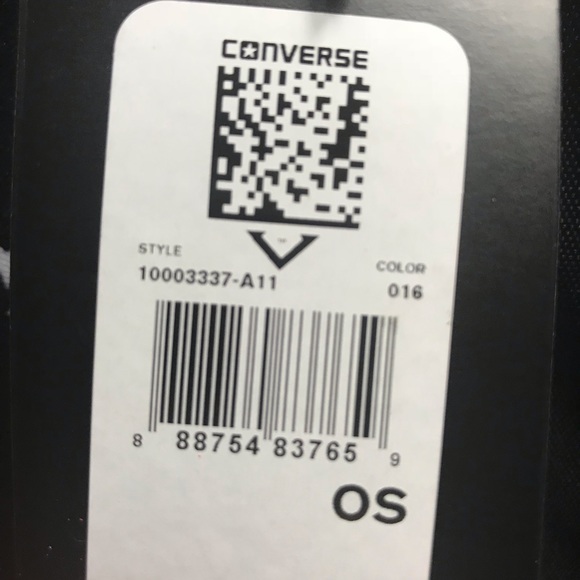 CONVERSE
STYLE
10003337-A11
COLOR
016
8 88754 83765 9
OS